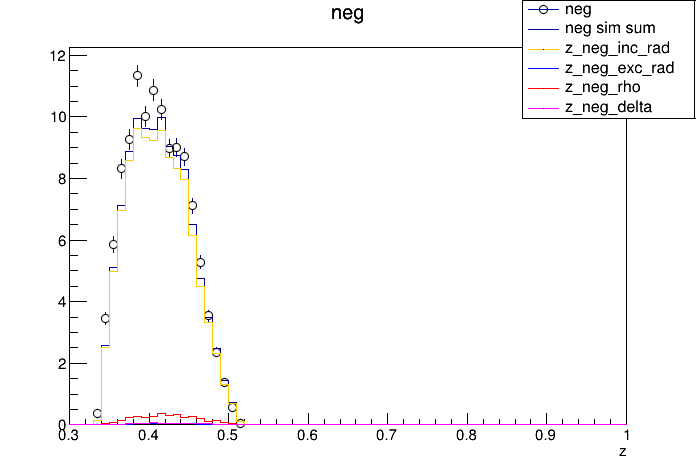 neg
neg
neg sim sum
z_neg_inc_rad
z_neg_exc_rad
z_neg_rho
z_neg_delta
12
10
8
6
4
2
0
0.3 0.4 0.5 0.6 0.7 0.8 0.9 1
z